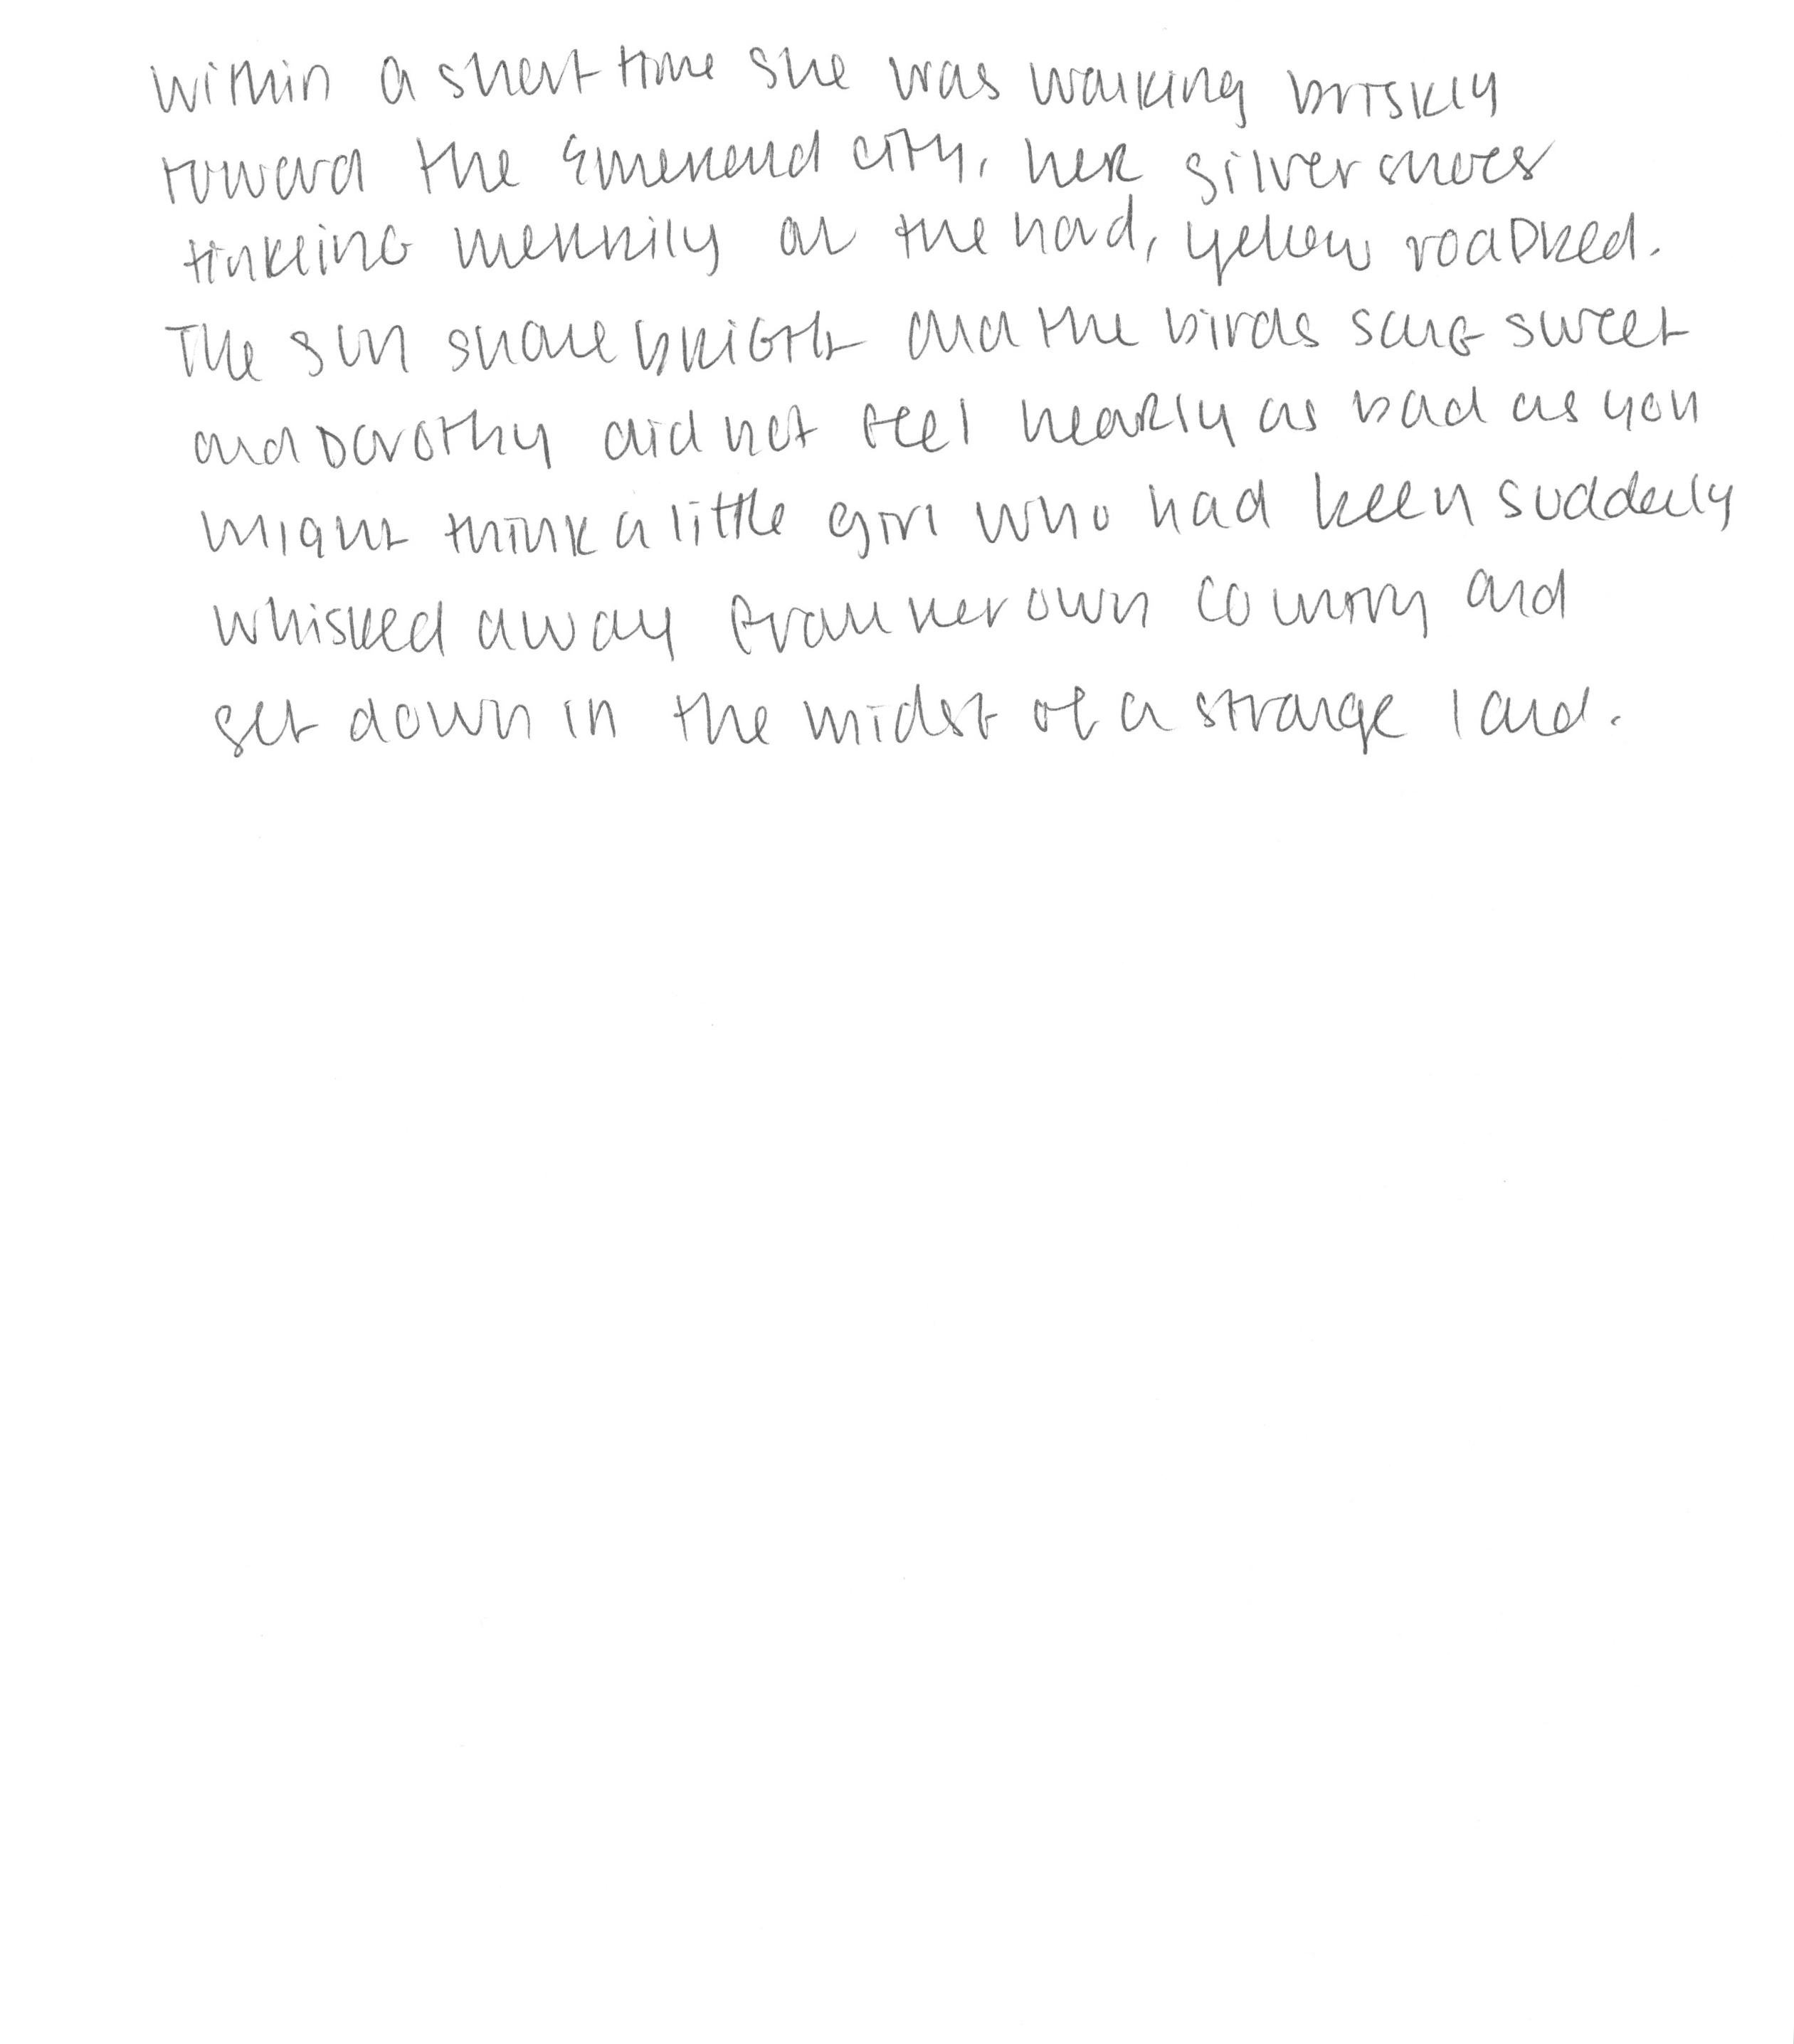 Within a short time she was walking briskly
toward the Emerald City, her silver shoes
tinkling merrily on the hard, yellow roadbed.
The sun shone bright and the birds sang sweet
and Dorothy did not feel nearly as bad as you
might think a little girl who had been suddenly
whisked away from her own country and
set down in the midst of a strange land.